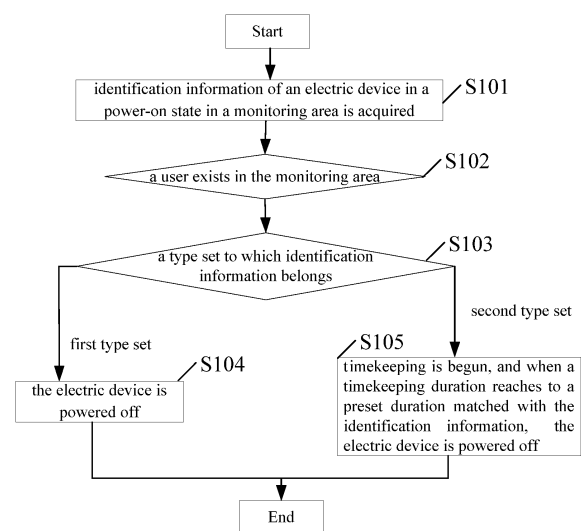 Start
identification information of an electric device in a
power-on state in a monitoring area is acquired
S101
a user exists in the monitoring area
S102
a type set to which identification
information belongs
S103
first type set
second type set
the electric device is
powered off
S104
S105
timekeeping is begun, and when a
timekeeping duration reaches to a
preset duration matched with the
identification information, the
electric device is powered off
End